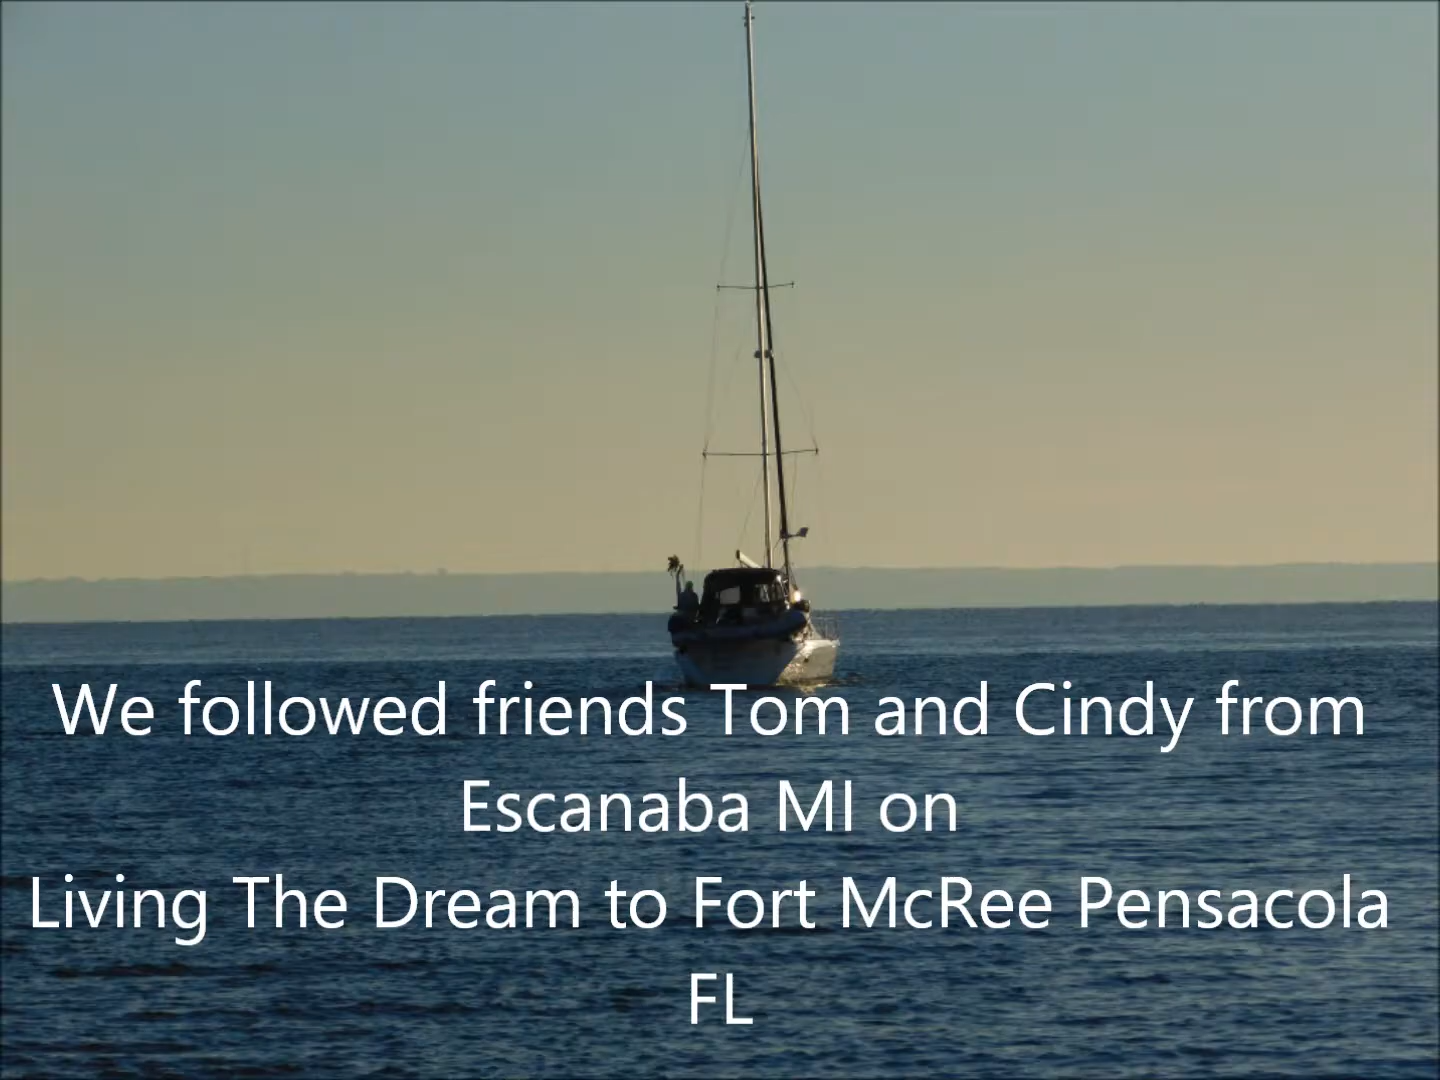 We followed friends Tom and Cindy from
Escanaba MI on
Living The Dream to Fort McRee Pensacola
FL